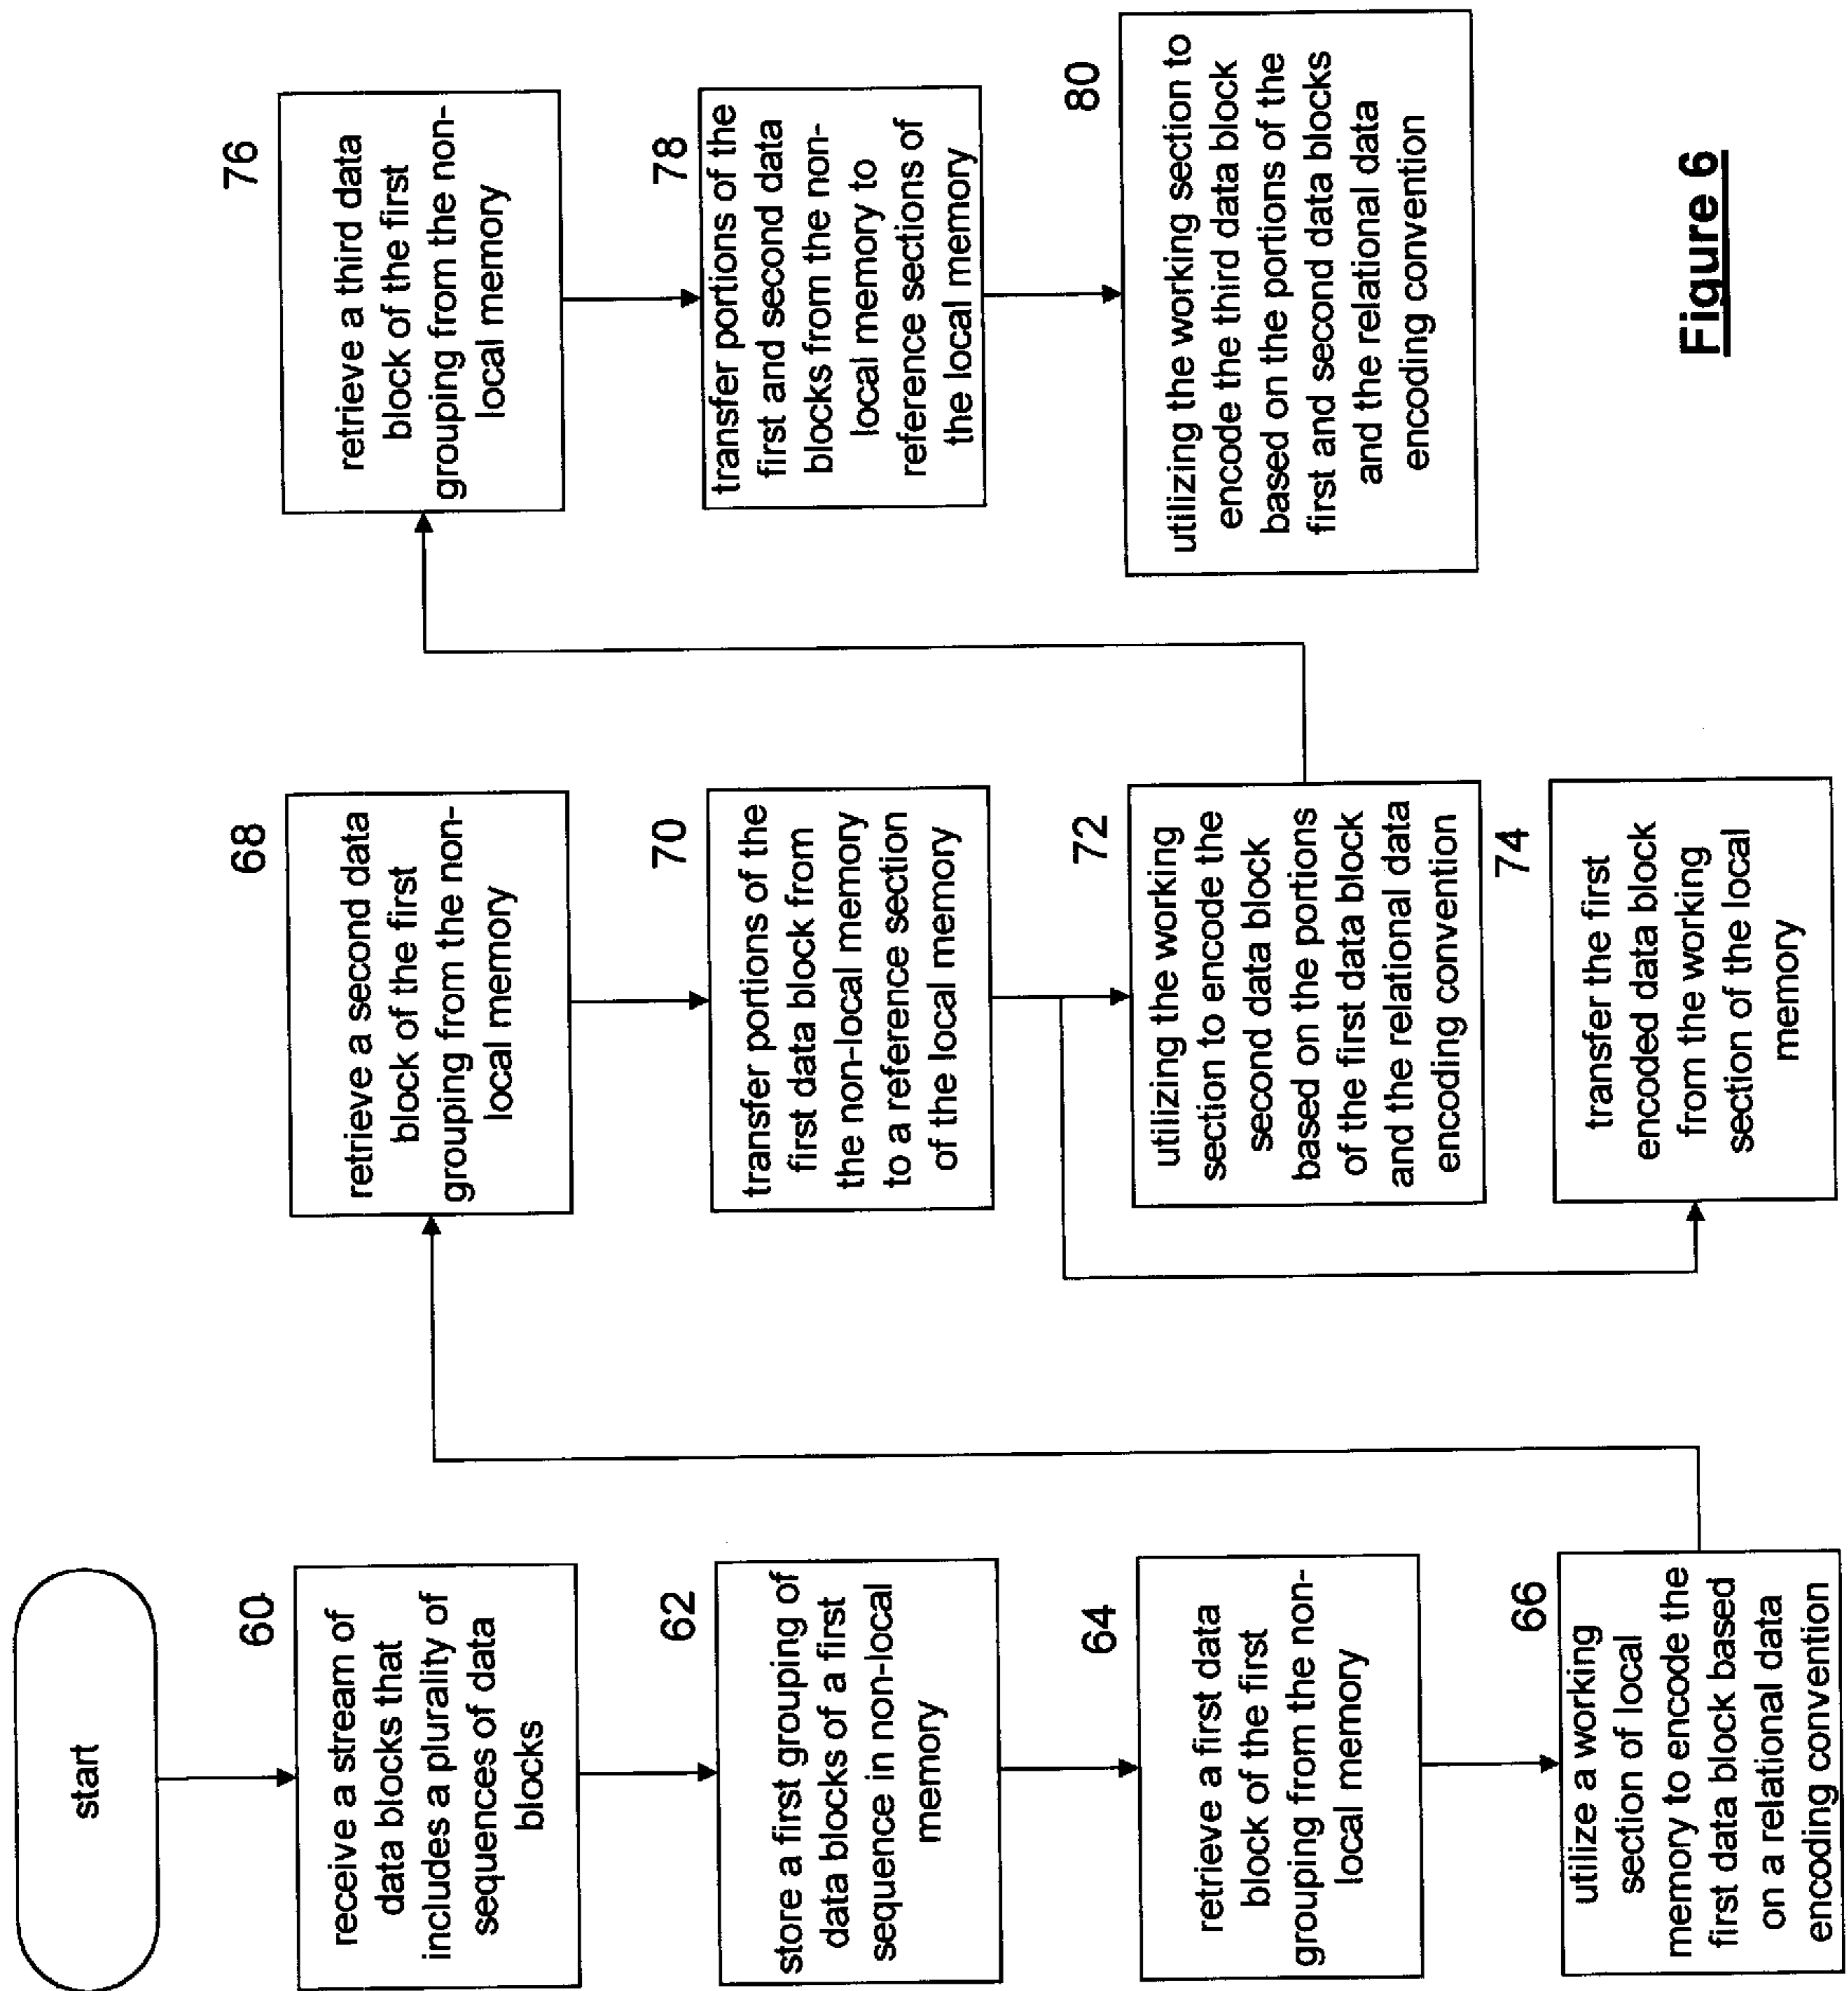 start
60
receive a stream of
data blocks that
includes a plurality of
sequences of data
blocks
62
store a first grouping of
data blocks of a first
sequence in non-local
memory
64
retrieve a first data
block of the first
grouping from the non-
local memory
66
utilize a working
section of local
memory to encode the
first data block based
on a relational data
encoding convention
68
retrieve a second data
block of the first
grouping from the non-
local memory
70
transfer portions of the
first data block from
the non-local memory
to a reference section
of the local memory
72
utilizing the working
section to encode the
second data block
based on the portions
of the first data block
and the relational data
encoding convention
74
transfer the first
encoded data block
from the working
section of the local
memory
76
retrieve a third data
block of the first
grouping from the non-
local memory
78
transfer portions of the
first and second data
blocks from the non-
local memory to
reference sections of
the local memory
80
utilizing the working section to
encode the third data block
based on the portions of the
first and second data blocks
and the relational data
encoding convention
Figure 6